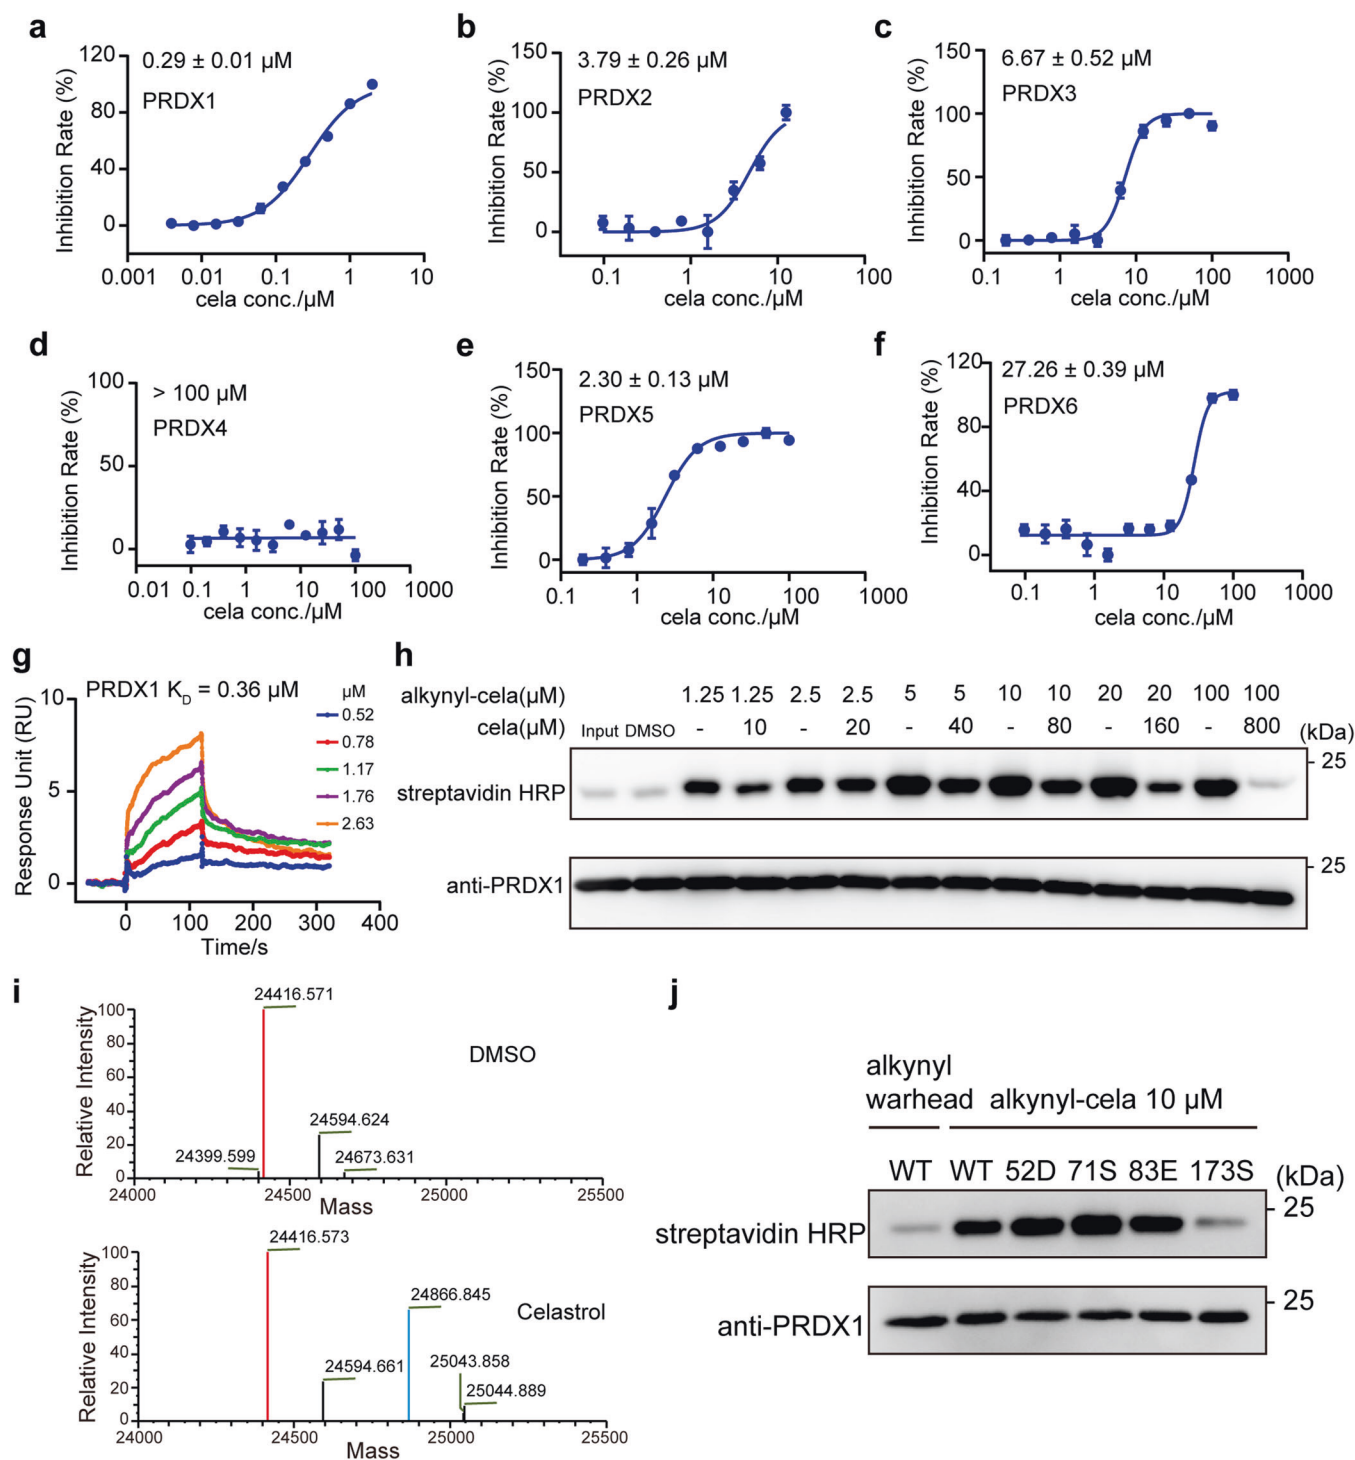 a
0.29 ± 0.01 µM
PRDX1
Inhibition Rate (%)
120
80
40
0
0.001 0.01 0.1 1 10
cela conc./µM
b
3.79 ± 0.26 µM
PRDX2
Inhibition Rate (%)
150
100
50
0
0.1 1 10 100
cela conc./µM
c
6.67 ± 0.52 µM
PRDX3
Inhibition Rate (%)
150
100
50
0
0.1 1 10 100 1000
cela conc./µM
d
> 100 µM
PRDX4
Inhibition Rate (%)
100
50
0
0.01 0.1 1 10 100 1000
cela conc./µM
e
2.30 ± 0.13 µM
PRDX5
Inhibition Rate (%)
150
100
50
0
0.1 1 10 100 1000
cela conc./µM
f
27.26 ± 0.39 µM
PRDX6
Inhibition Rate (%)
120
80
40
0
0.1 1 10 100 1000
cela conc./µM
g
PRDX1 KD = 0.36 µM
µM
0.52
0.78
1.17
1.76
2.63
Response Unit (RU)
10
5
0
0 100 200 300 400
Time/s
h
alkynyl-cela(µM) 1.25 1.25 2.5 2.5 5 5 10 10 20 20 100 100
cela(µM) Input DMSO - 10 - 20 - 40 - 80 - 160 - 800 (kDa)
streptavidin HRP
25
anti-PRDX1
25
i
Relative Intensity
100
80
60
40
20
0
24416.571
DMSO
24594.624
24399.599
24673.631
24000 24500 25000 25500
Mass
Relative Intensity
100
80
60
40
20
0
24416.573
24866.845
Celastrol
24594.661
25043.858
25044.889
24000 24500 25000 25500
Mass
j
alkynyl
warhead alkynyl-cela 10 µM
WT WT 52D 71S 83E 173S (kDa)
streptavidin HRP
25
anti-PRDX1
25